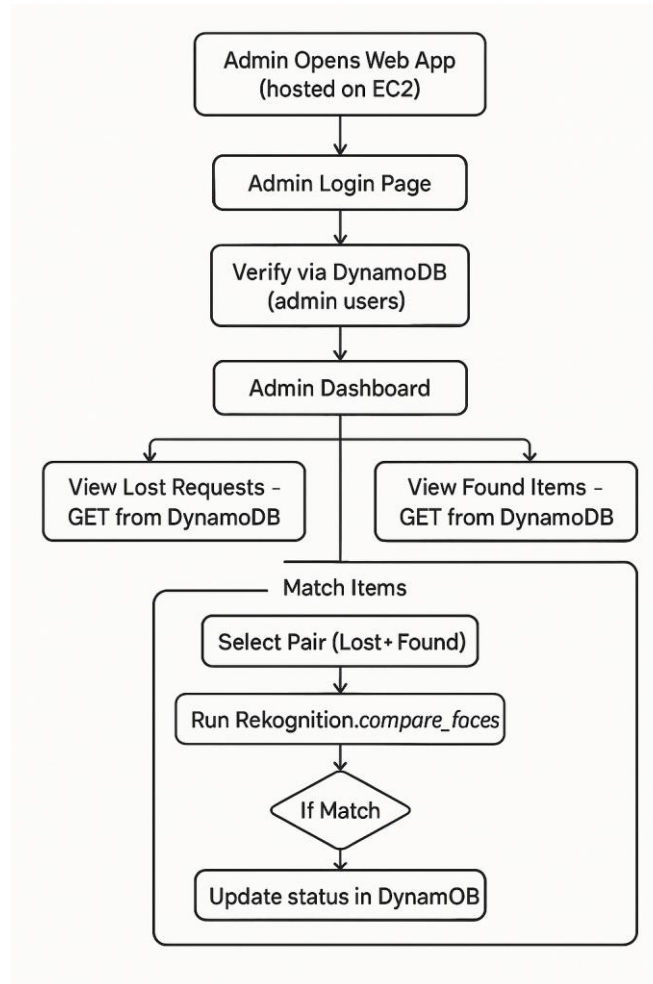 Admin Opens Web App
(hosted on EC2)
Admin Login Page
Verify via DynamoDB
(admin users)
Admin Dashboard
View Lost Requests –
GET from DynamoDB
View Found Items –
GET from DynamoDB
Match Items
Select Pair (Lost+ Found)
Run Rekognition.compare_foces
If Match
Update status in DynamOB